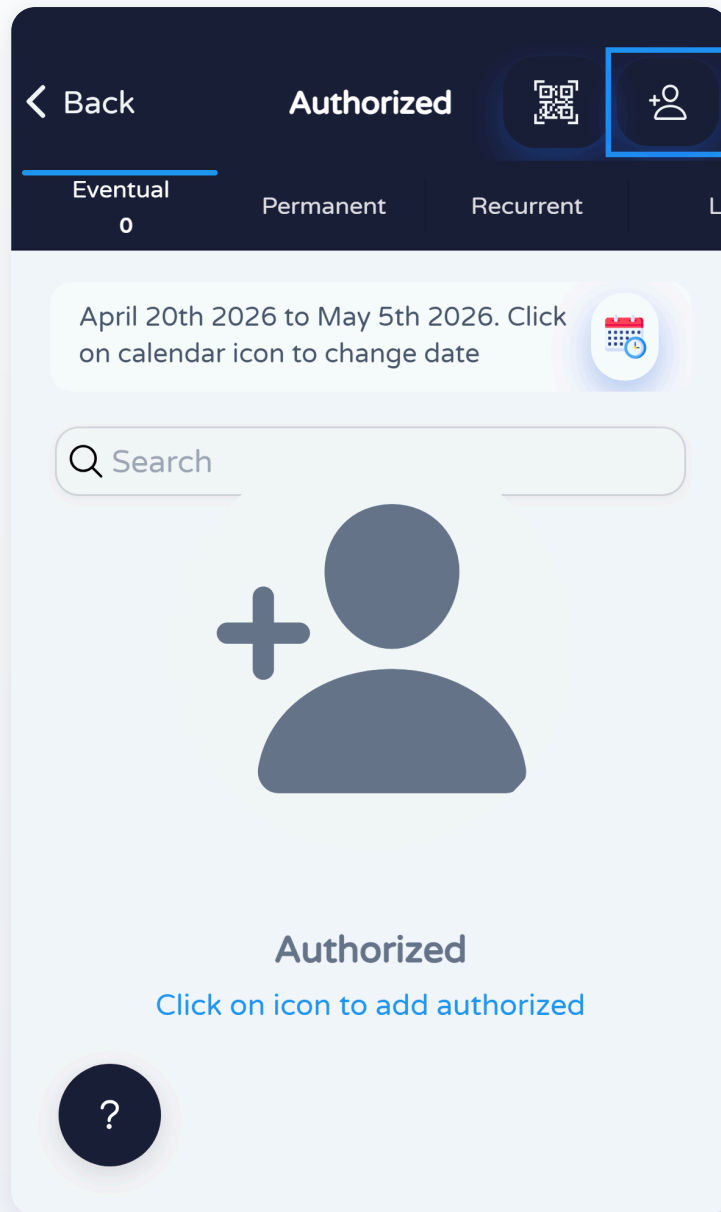 Back
Authorized
Eventual
0
Permanent
Recurrent
L
April 20th 2026 to May 5th 2026. Click
on calendar icon to change date
Search
Authorized
Click on icon to add authorized
?